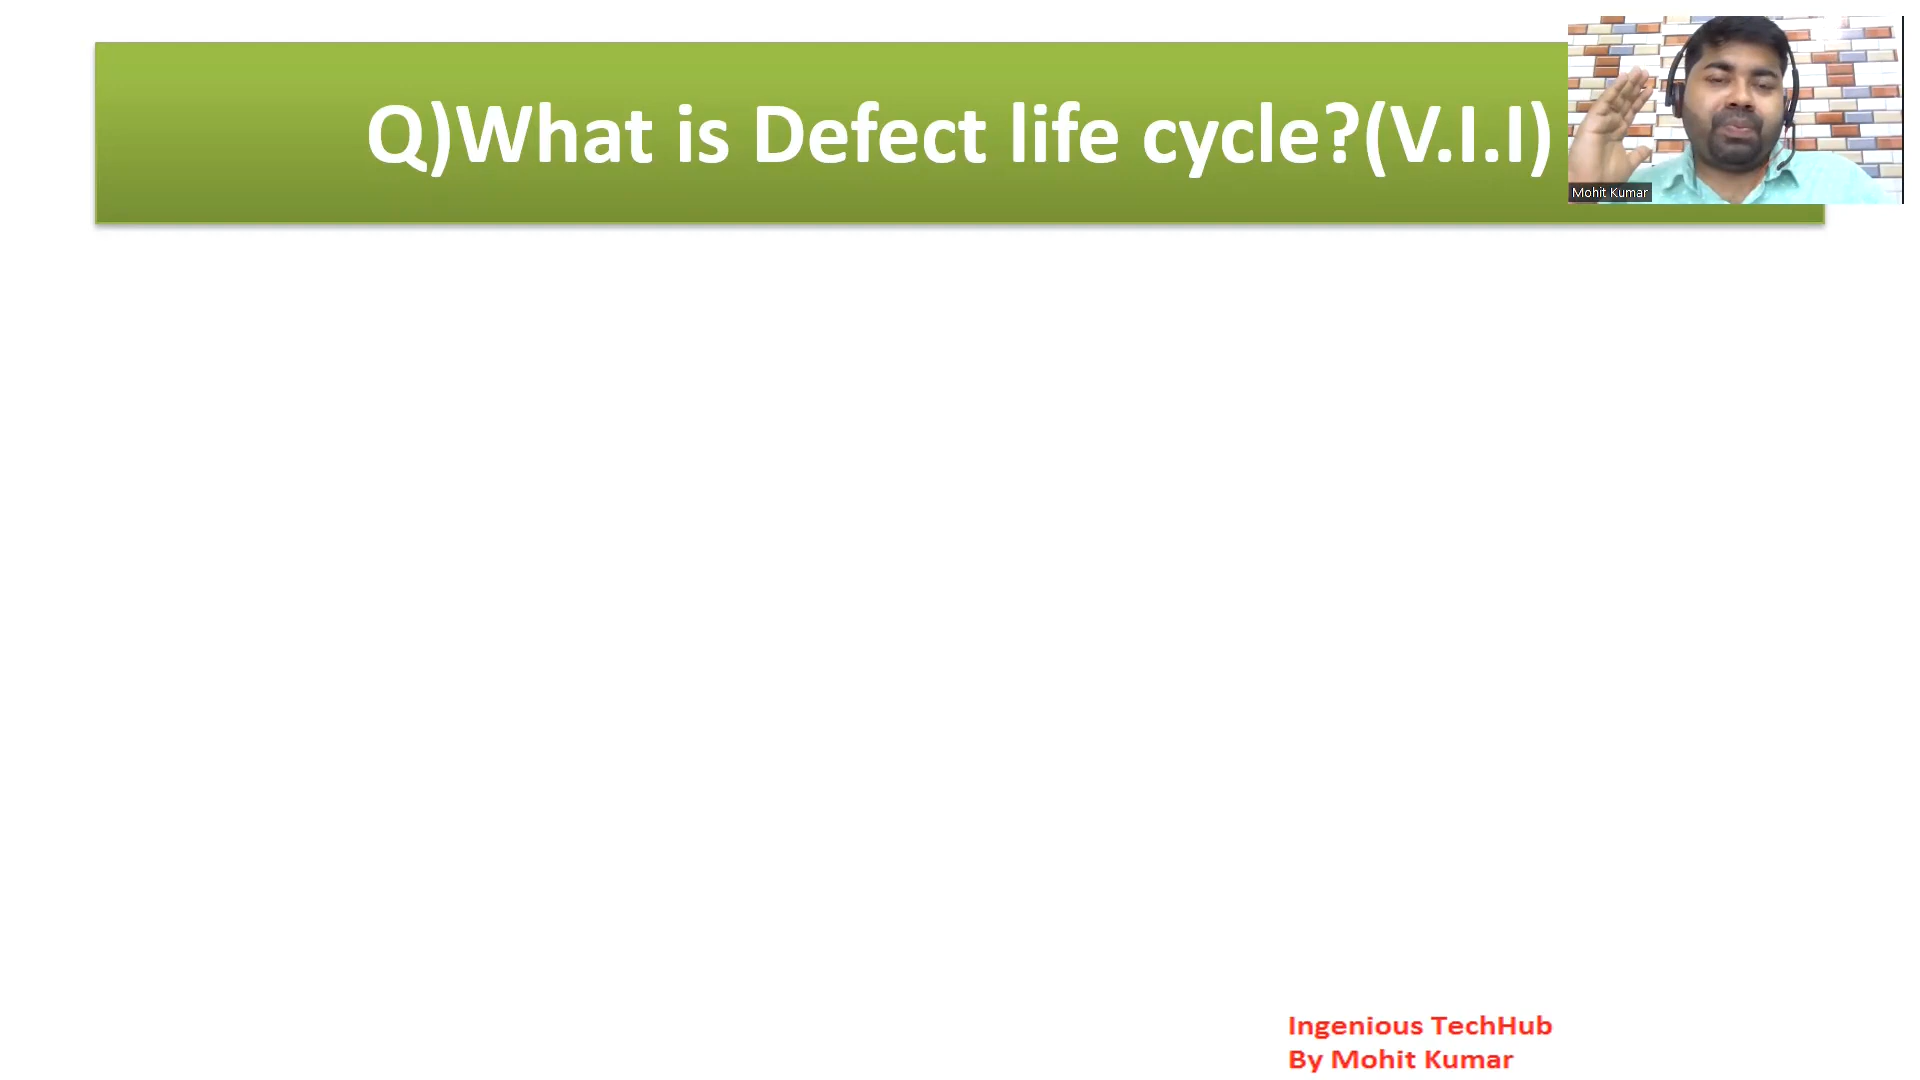 Q)What is Defect life cycle?(V.I.I)
Mohit Kumar
Ingenious TechHub
By Mohit Kumar